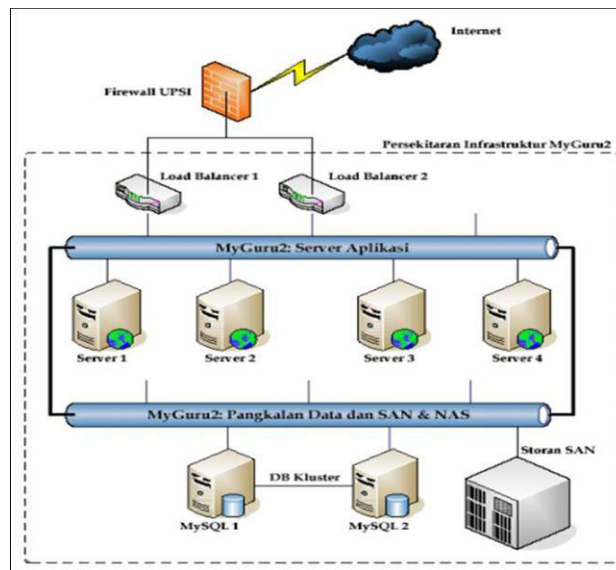 Internet
Firewall UPSI
Persekitaran Infrastruktur MyGuru2
Load Balancer 1
Load Balancer 2
MyGuru2: Server Aplikasi
Server 1
Server 2
Server 3
Server 4
MyGuru2: Pangkalan Data dan SAN & NAS
Storan SAN
DB Kluster
MySQL 1
MySQL 2